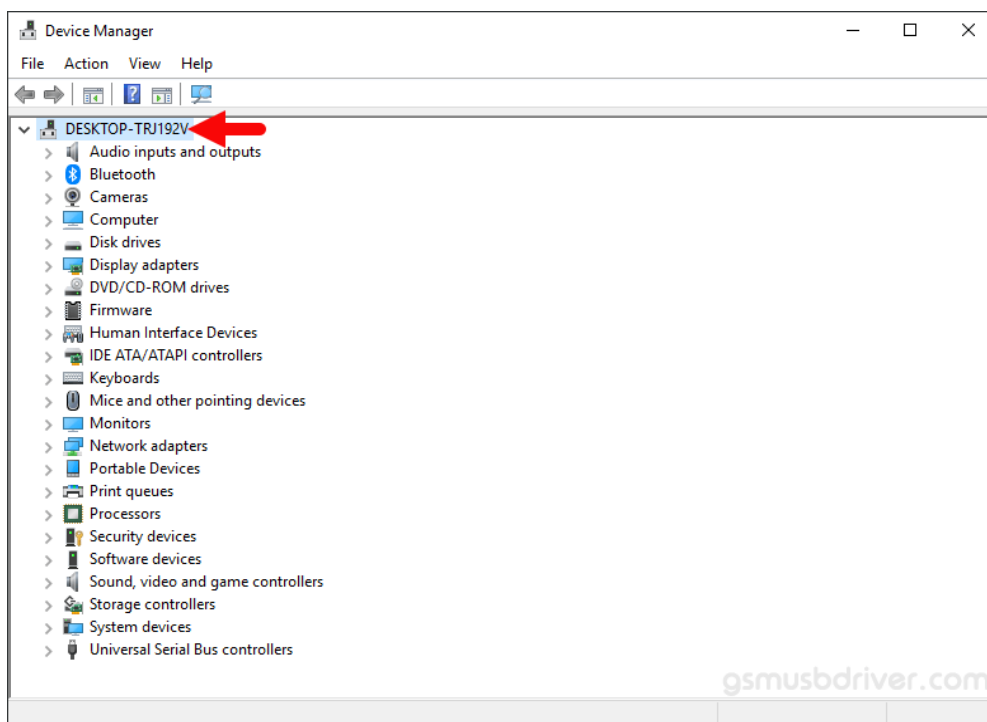 Device Manager
File Action View Help
DESKTOP-TRJ192V
Audio inputs and outputs
Bluetooth
Cameras
Computer
Disk drives
Display adapters
DVD/CD-ROM drives
Firmware
Human Interface Devices
IDE ATA/ATAPI controllers
Keyboards
Mice and other pointing devices
Monitors
Network adapters
Portable Devices
Print queues
Processors
Security devices
Software devices
Sound, video and game controllers
Storage controllers
System devices
Universal Serial Bus controllers
gsmusbdriver.com